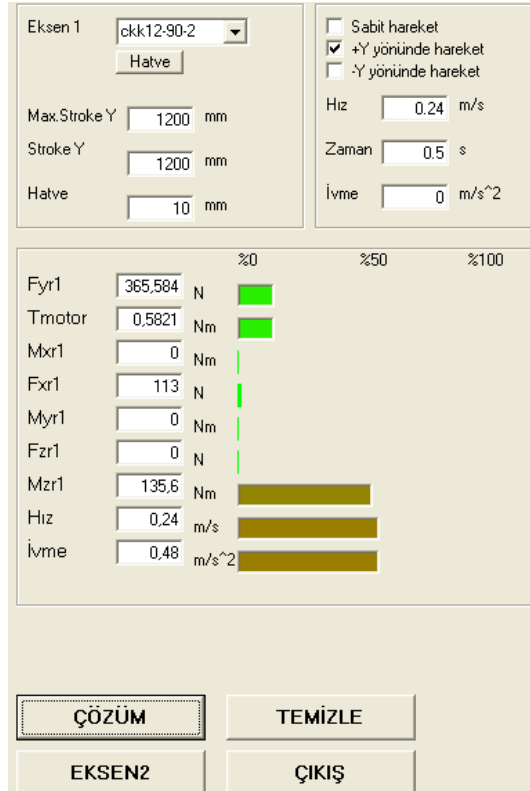 Eksen 1 ckk12-90-2
Hatve
Max.Stroke Y 1200 mm
Stroke Y 1200 mm
Hatve 10 mm
Sabit hareket
+Y yönünde hareket
-Y yönünde hareket
Hız 0.24 m/s
Zaman 0.5 s
İvme 0 m/s^2
%0 %50 %100
Fyr1 365,584 N
Tmotor 0,5821 Nm
Mxr1 0 Nm
Fxr1 113 N
Myr1 0 Nm
Fzr1 0 N
Mzr1 135,6 Nm
Hız 0,24 m/s
İvme 0,48 m/s^2
ÇÖZÜM TEMİZLE
EKSEN2 ÇIKIŞ